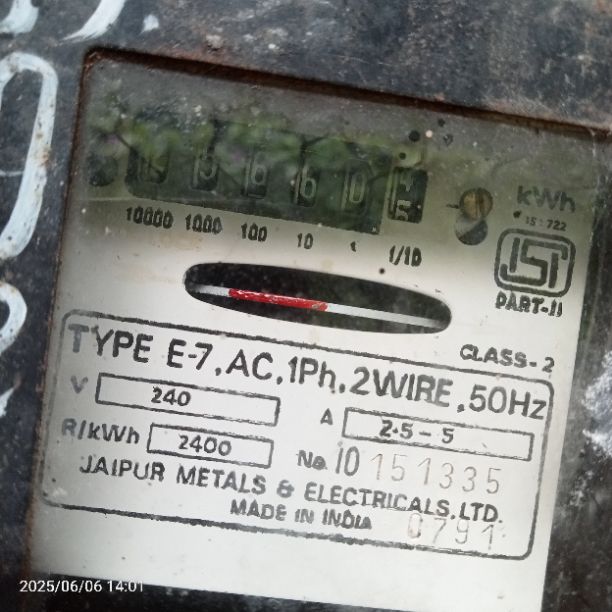 kWh
10000 1000 100 10 1 1/10
IS:722
ISI
PART-II
CLASS-2
TYPE E-7, AC, 1Ph, 2WIRE, 50Hz
V 240 A 2.5-5
R/kWh 2400 No. 10 151335
JAIPUR METALS & ELECTRICALS. LTD.
MADE IN INDIA 0791
2025/06/06 14:01